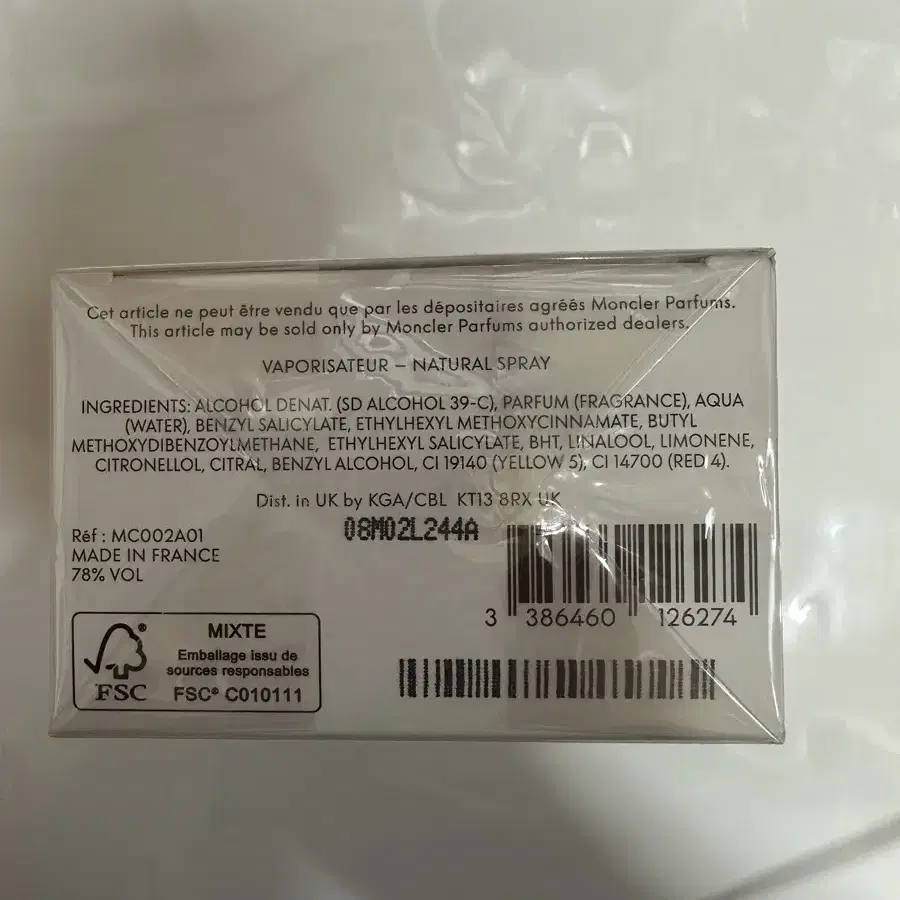 Cet article ne peut être vendu que par les dépositaires agréés Moncler Parfums.
This article may be sold only by Moncler Parfums authorized dealers.
VAPORISATEUR – NATURAL SPRAY
INGREDIENTS: ALCOHOL DENAT. (SD ALCOHOL 39-C), PARFUM (FRAGRANCE), AQUA
(WATER), BENZYL SALICYLATE, ETHYLHEXYL METHOXYCINNAMATE, BUTYL
METHOXYDIBENZOYLMETHANE, ETHYLHEXYL SALICYLATE, BHT, LINALOOL, LIMONENE,
CITRONELLOL, CITRAL, BENZYL ALCOHOL, CI 19140 (YELLOW 5), CI 14700 (RED 4).
Dist. in UK by KGA/CBL KT13 8RX UK
08M02L244A
Réf : MC002A01
MADE IN FRANCE
78% VOL
3 386460 126274
MIXTE
Emballage issu de
sources responsables
FSC® C010111
®
FSC